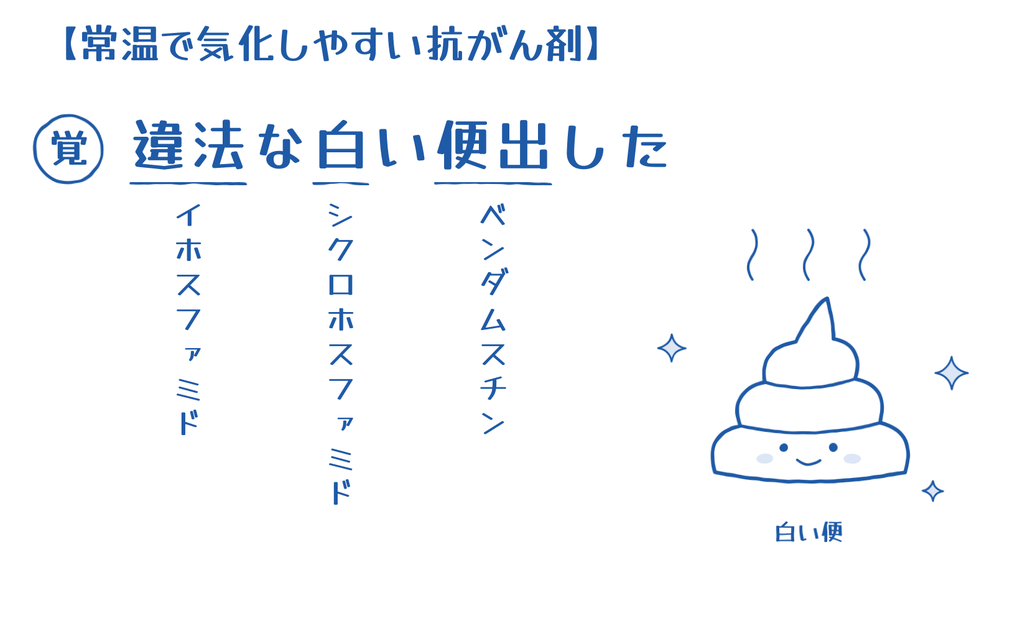 【常温で気化しやすい抗がん剤】
覚 違法な白い便出した
イホスファミド
シクロホスファミド
ベンダムスチン
白い便